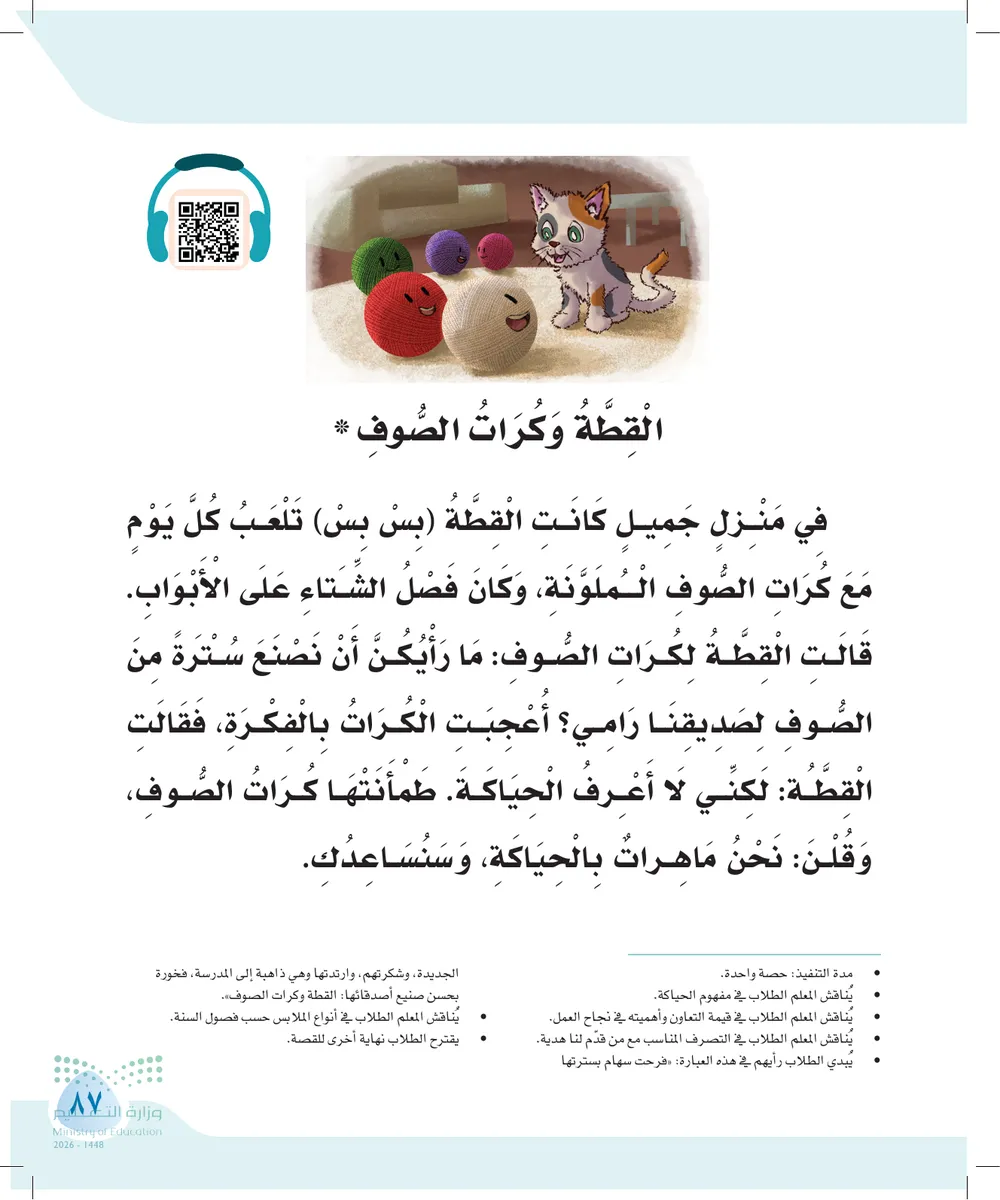 الْقِطَّةُ وَكُرَاتُ الصُّوفِ *
فِي مَنْزِلٍ جَمِيلٍ كَانَتِ الْقِطَّةُ (بِسْ بِسْ) تَلْعَبُ كُلَّ يَوْمٍ
مَعَ كُرَاتِ الصُّوفِ الْمُلَوَّنَةِ، وَكَانَ فَصْلُ الشِّتَاءِ عَلَى الْأَبْوَابِ.
قَالَتِ الْقِطَّةُ لِكُرَاتِ الصُّوفِ: مَا رَأْيُكُنَّ أَنْ نَصْنَعَ سُتْرَةً مِنَ
الصُّوفِ لِصَدِيقِنَا رَامِي؟ أُعْجِبَتِ الْكُرَاتُ بِالْفِكْرَةِ، فَقَالَتِ
الْقِطَّةُ: لَكِنِّي لَا أَعْرِفُ الْحِيَاكَةَ. طَمْأَنَتْهَا كُرَاتُ الصُّوفِ،
وَقُلْنَ: نَحْنُ مَاهِرَاتٌ بِالْحِيَاكَةِ، وَسَنُسَاعِدُكِ.
• مدة التنفيذ: حصة واحدة.
• يُناقش المعلم الطلاب في مفهوم الحياكة.
• يُناقش المعلم الطلاب في قيمة التعاون وأهميته في نجاح العمل.
• يُناقش المعلم الطلاب في التصرف المناسب مع من قدّم لنا هدية.
• يُبدي الطلاب رأيهم في هذه العبارة: «فرحت سهام بسترتها
الجديدة، وشكرتهم، وارتدتها وهي ذاهبة إلى المدرسة، فخورة
بحسن صنيع أصدقائها: القطة وكرات الصوف».
• يُناقش المعلم الطلاب في أنواع الملابس حسب فصول السنة.
• يقترح الطلاب نهاية أخرى للقصة.
٨٧
وزارة التعليم
Ministry of Education
2026 - 1448